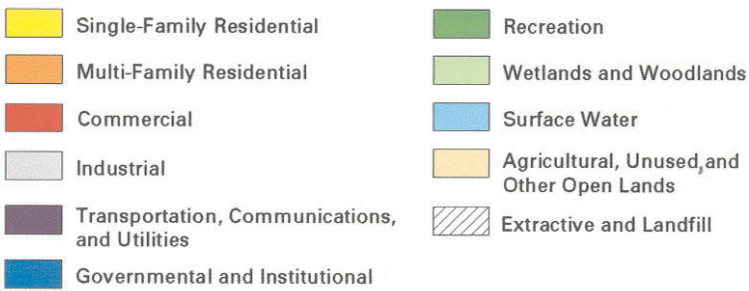 Single-Family Residential
Multi-Family Residential
Commercial
Industrial
Transportation, Communications,
and Utilities
Governmental and Institutional
Recreation
Wetlands and Woodlands
Surface Water
Agricultural, Unused, and
Other Open Lands
Extractive and Landfill